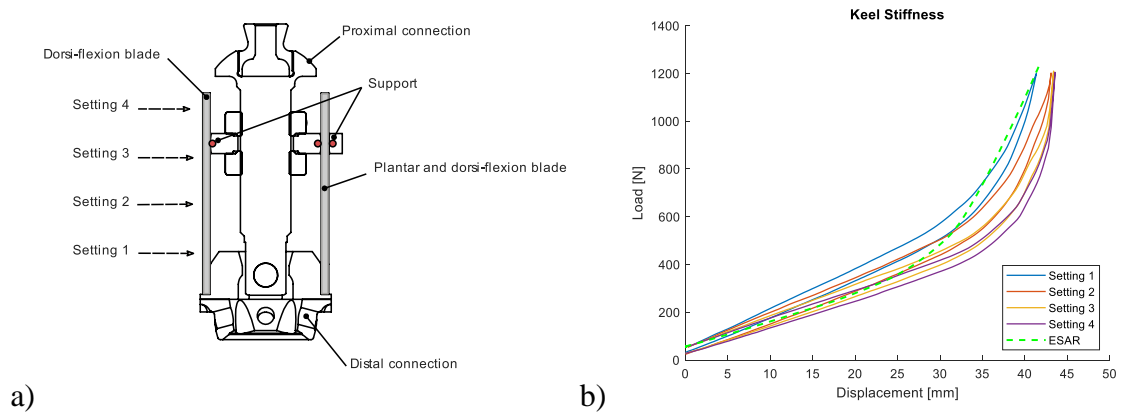 Proximal connection
Dorsi-flexion blade
Support
Setting 4
Setting 3
Plantar and dorsi-flexion blade
Setting 2
Setting 1
Distal connection
a)
Keel Stiffness
1400
1200
1000
800
600
400
200
0
Load [N]
0 5 10 15 20 25 30 35 40 45 50
Displacement [mm]
Setting 1
Setting 2
Setting 3
Setting 4
ESAR
b)